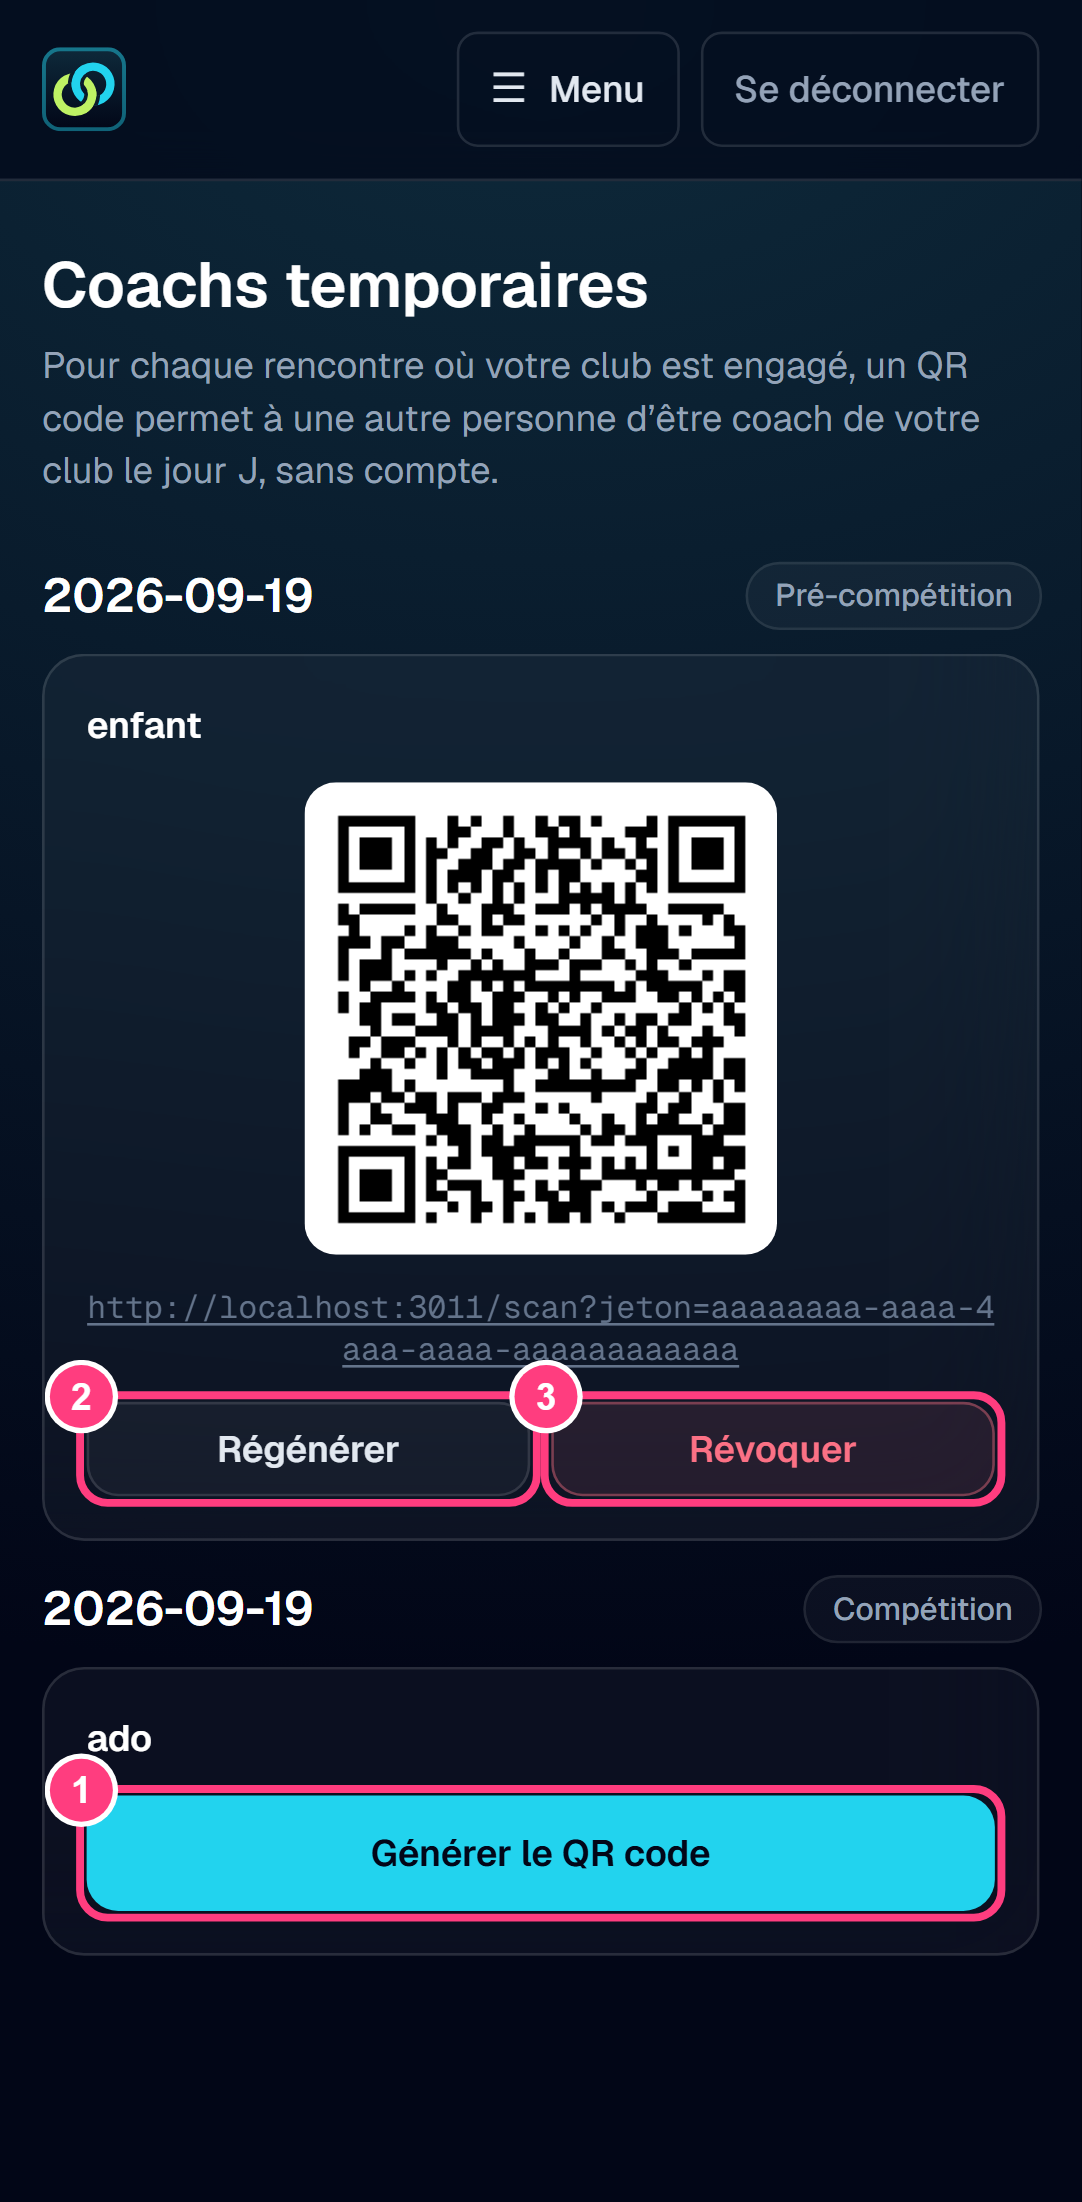 ☰ Menu
Se déconnecter
Coachs temporaires
Pour chaque rencontre où votre club est engagé, un QR
code permet à une autre personne d’être coach de votre
club le jour J, sans compte.
2026-09-19
Pré-compétition
enfant
http://localhost:3011/scan?jeton=aaaaaaaa-aaaa-4
aaa-aaaa-aaaaaaaaaaaa
2
Régénérer
3
Révoquer
2026-09-19
Compétition
ado
1
Générer le QR code